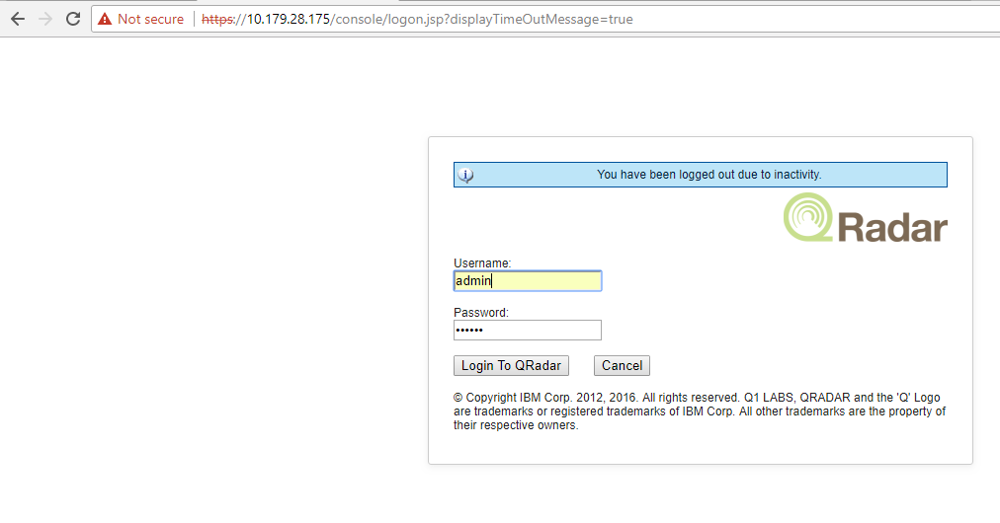 Not secure | https://10.179.28.175/console/logon.jsp?displayTimeOutMessage=true
You have been logged out due to inactivity.
QRadar
Username:
admin
Password:
••••••
Login To QRadar Cancel
© Copyright IBM Corp. 2012, 2016. All rights reserved. Q1 LABS, QRADAR and the 'Q' Logo
are trademarks or registered trademarks of IBM Corp. All other trademarks are the property of
their respective owners.